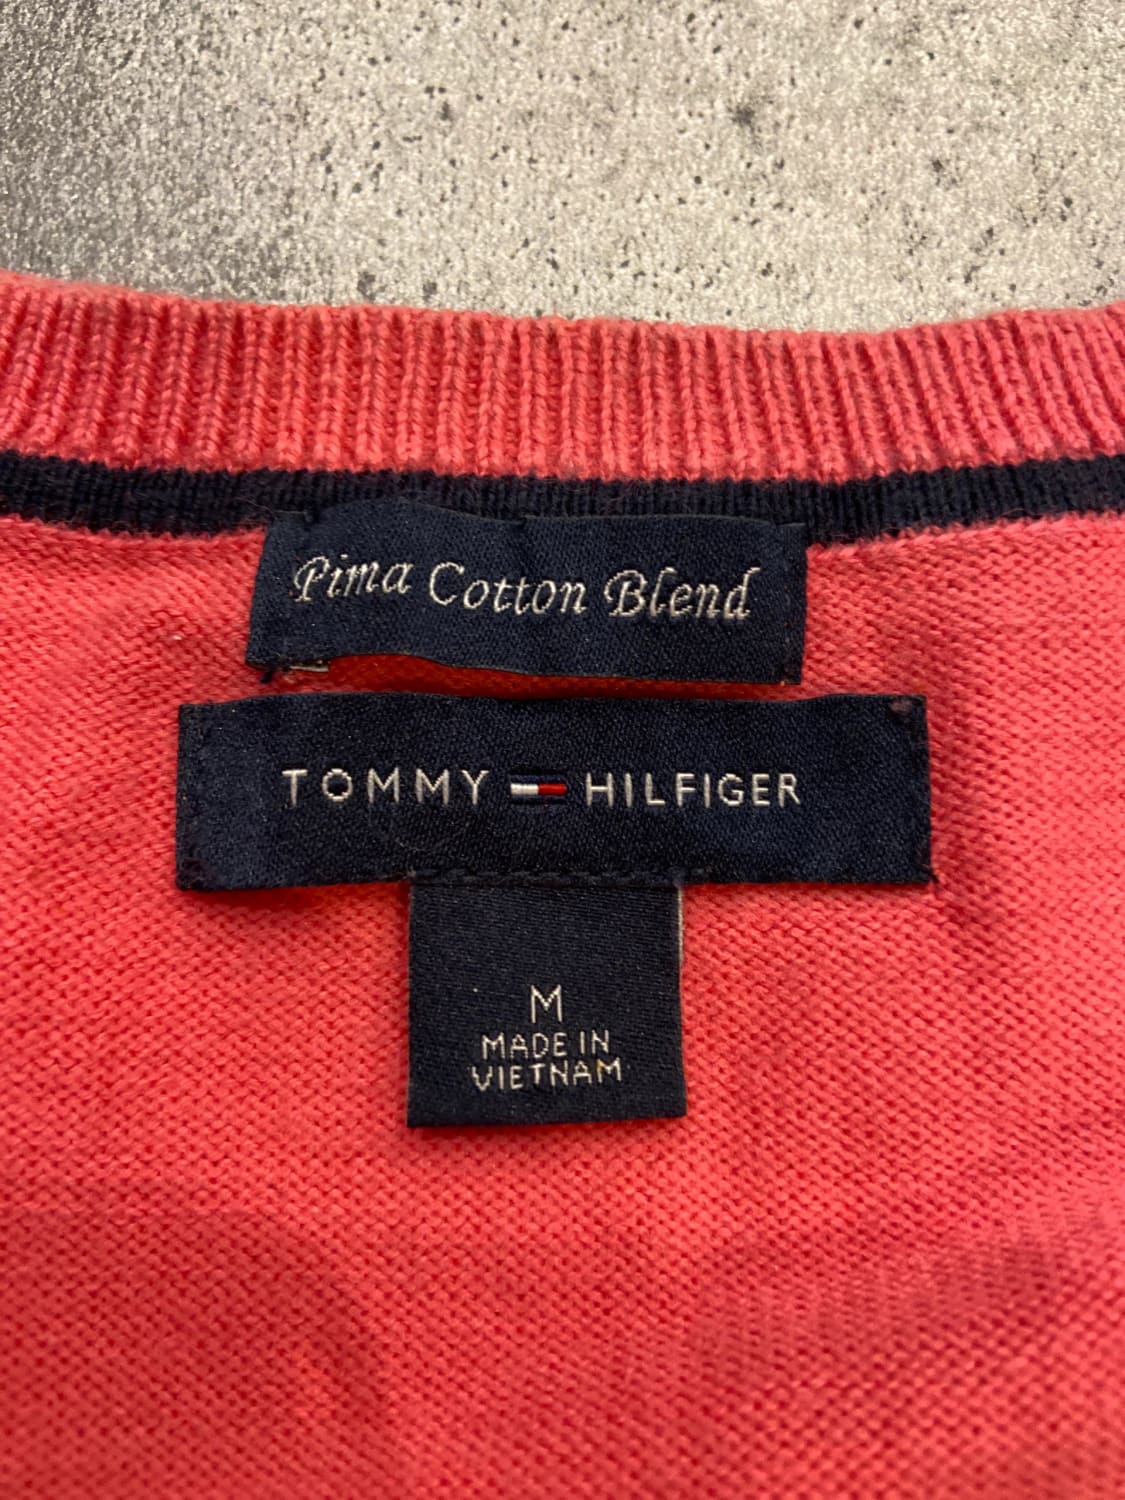 Pima Cotton Blend
TOMMY HILFIGER
M
MADE IN
VIETNAM